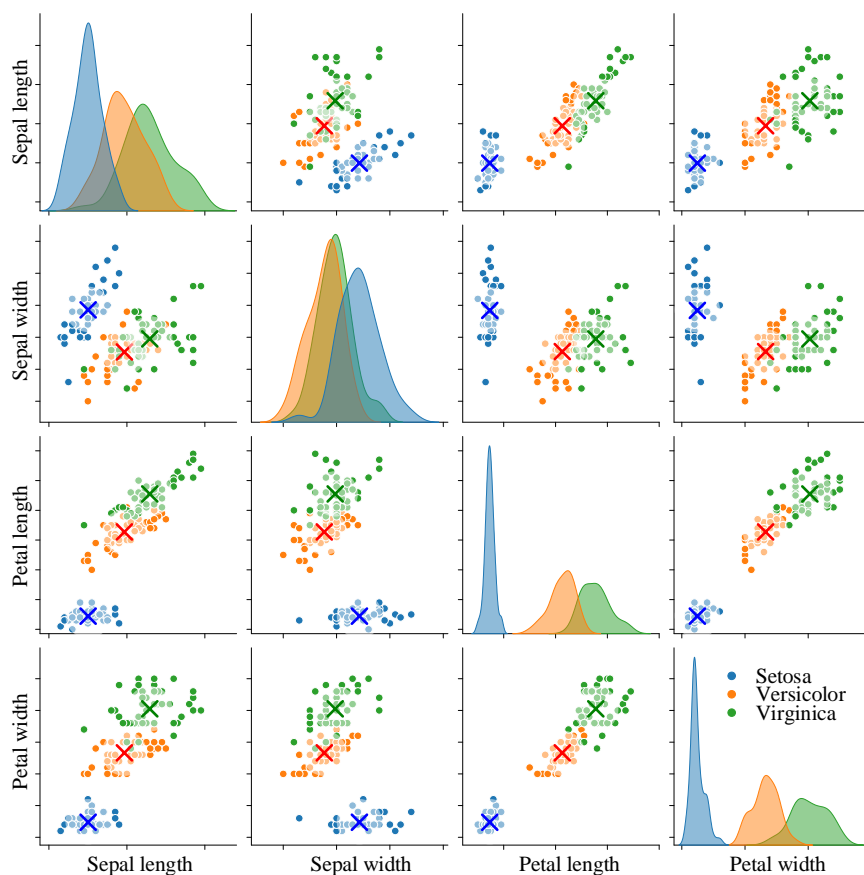 Sepal length
Sepal width
Petal length
Petal width
Setosa
Versicolor
Virginica
Sepal length
Sepal width
Petal length
Petal width